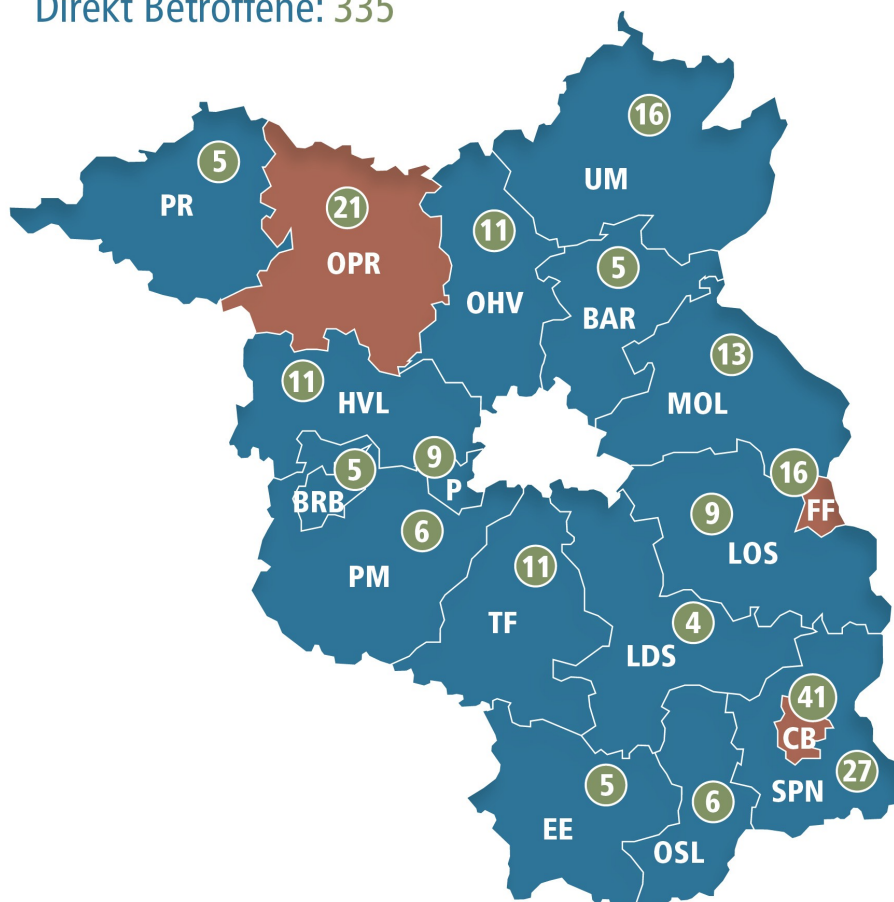 Direkt Betroffene: 335
16
5
UM
PR
21
11
OPR
5
OHV
BAR
13
11
HVL
MOL
9
5
16
P
BRB
9
FF
6
LOS
11
PM
TF
4
LDS
41
CB
27
5
SPN
6
EE
OSL